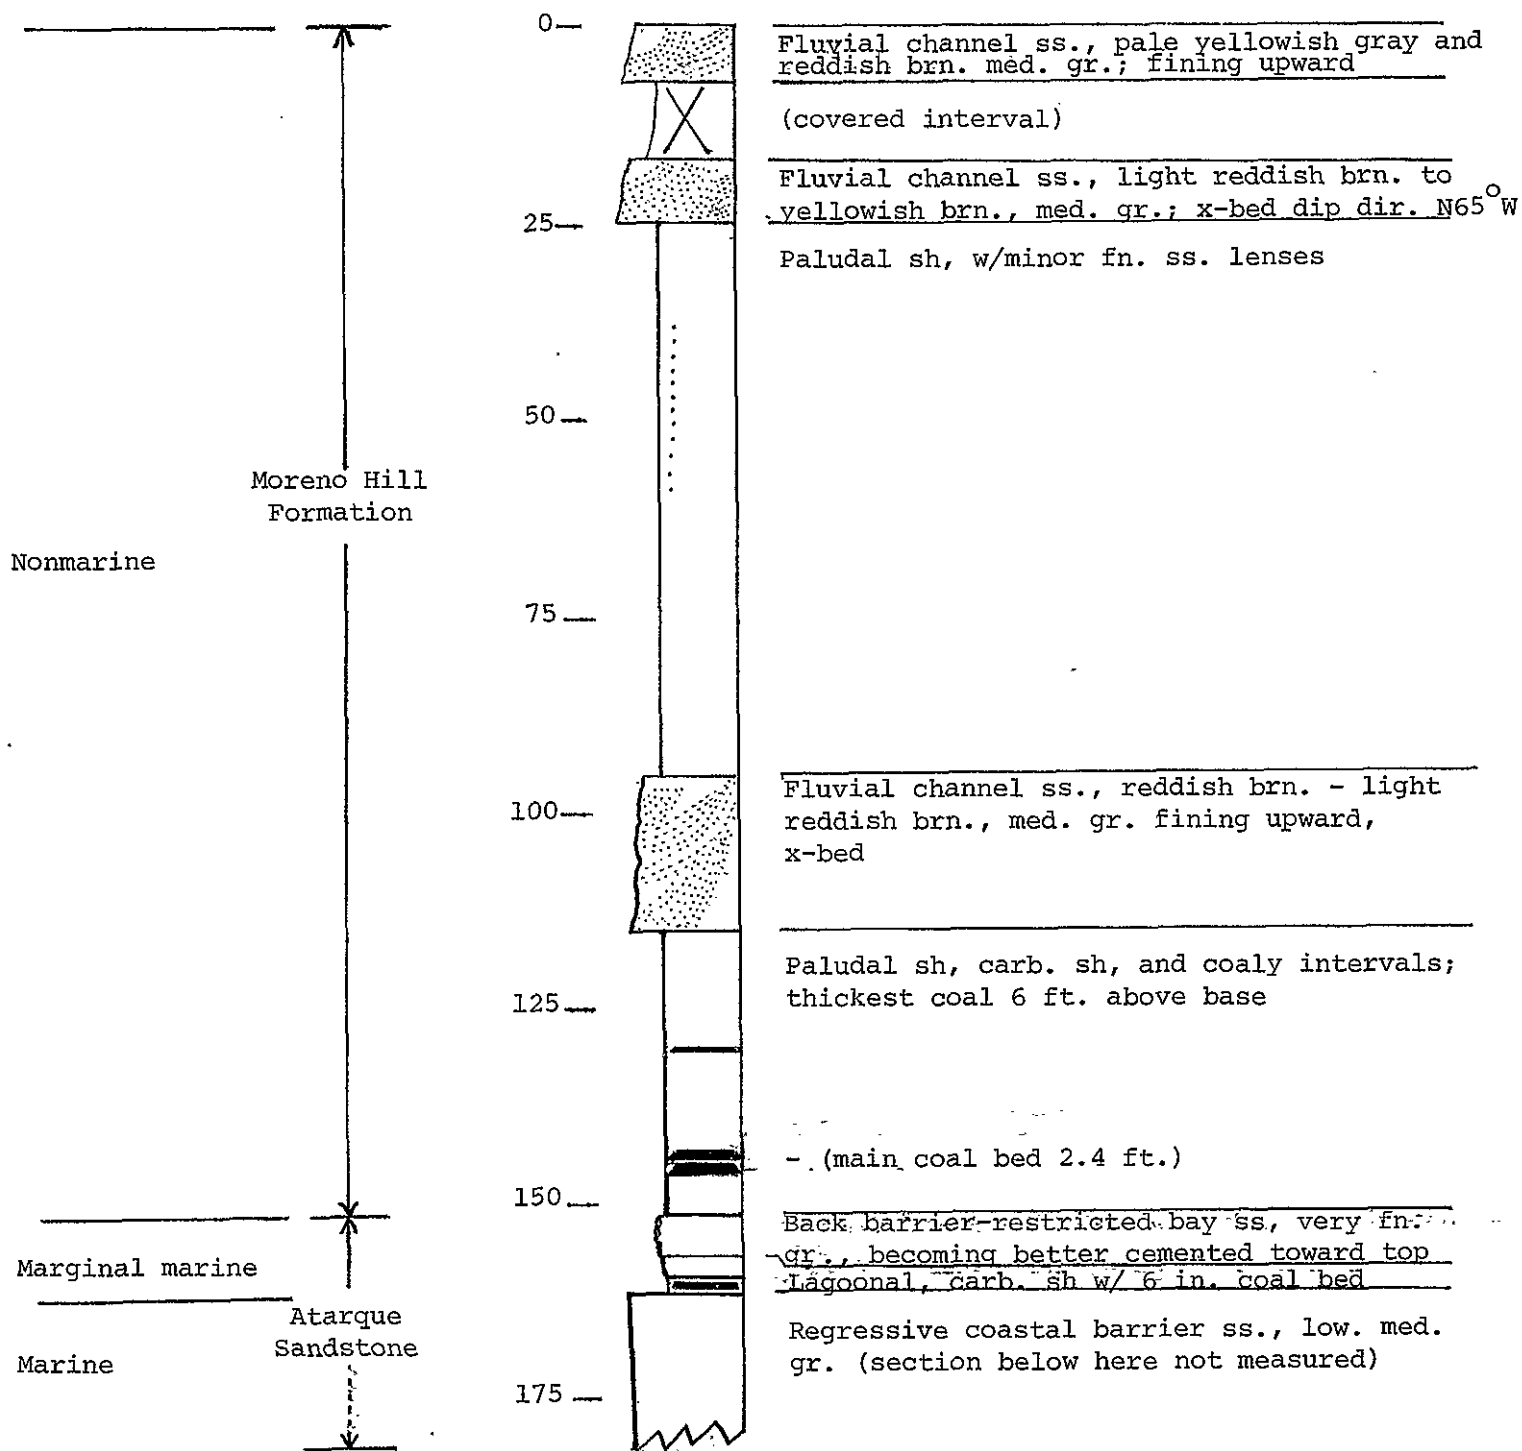 0
Fluvial channel ss., pale yellowish gray and
reddish brn. med. gr.; fining upward
(covered interval)
Fluvial channel ss., light reddish brn. to
yellowish brn., med. gr.; x-bed dip dir. N65°W
25
Paludal sh, w/minor fn. ss. lenses
50
Moreno Hill
Formation
Nonmarine
75
Fluvial channel ss., reddish brn. - light
100
reddish brn., med. gr. fining upward,
x-bed
Paludal sh, carb. sh, and coaly intervals;
thickest coal 6 ft. above base
125
- (main coal bed 2.4 ft.)
150
Back barrier-restricted bay ss., very fn.
gr., becoming better cemented toward top
Marginal marine
Lagoonal, carb. sh w/ 6 in. coal bed
Atarque
Sandstone
Regressive coastal barrier ss., low. med.
gr. (section below here not measured)
Marine
175